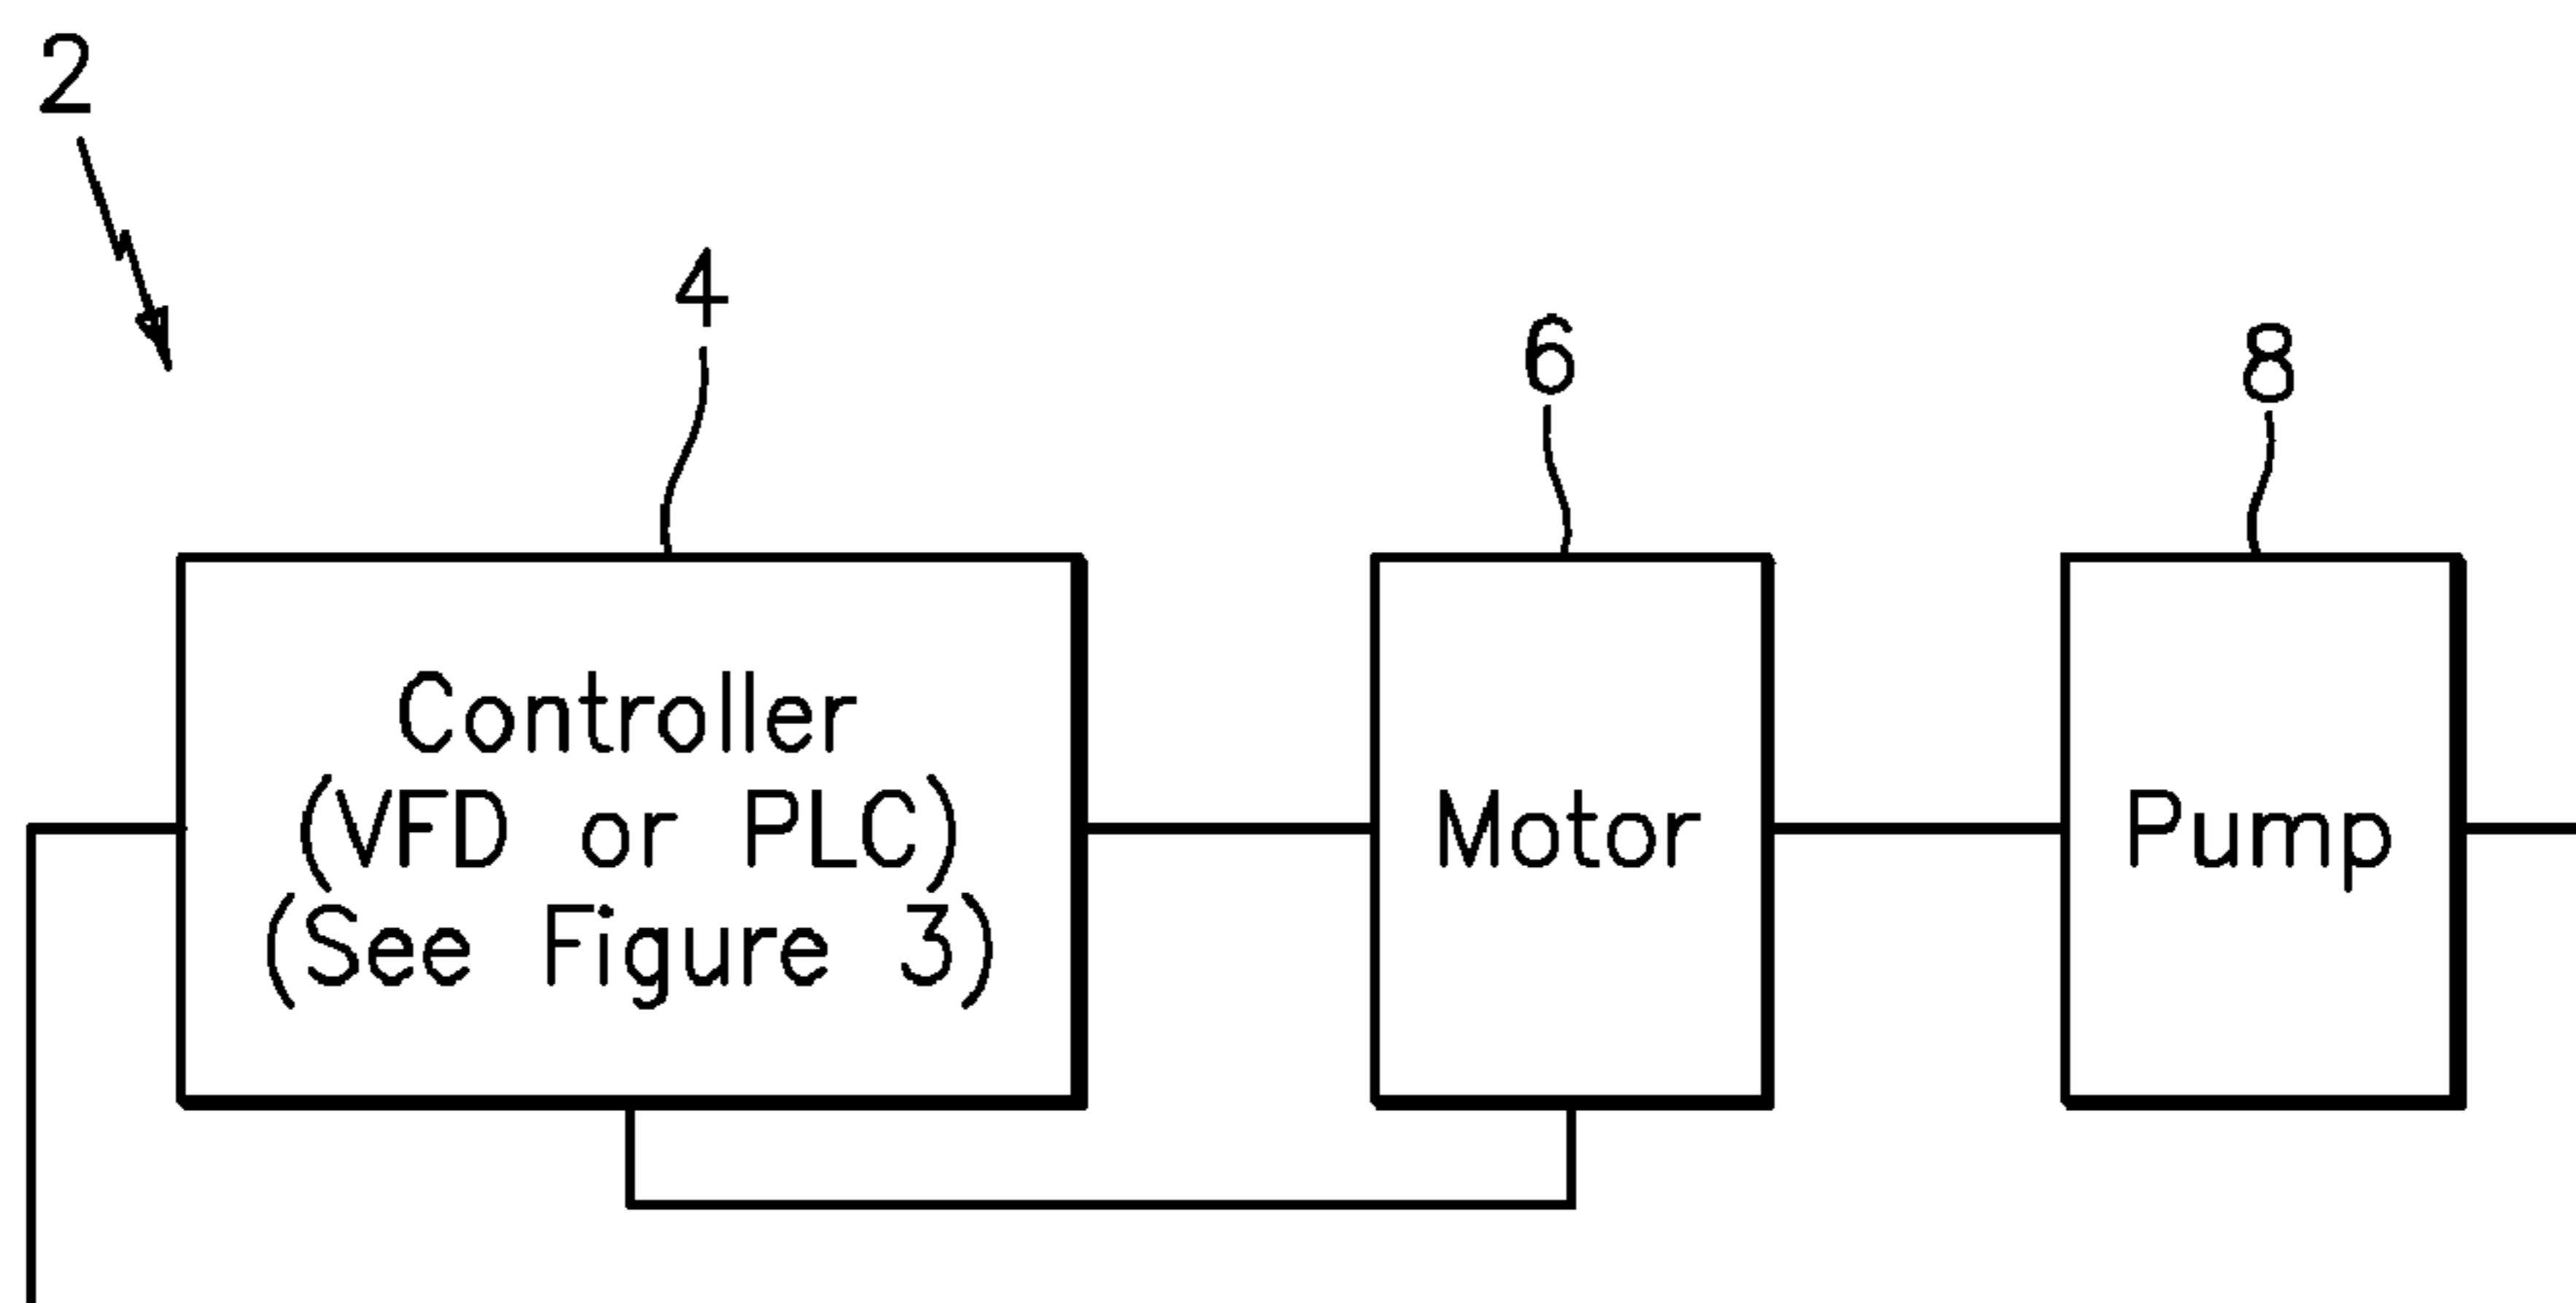 2
4
6
8
Controller
(VFD or PLC)
(See Figure 3)
Motor
Pump